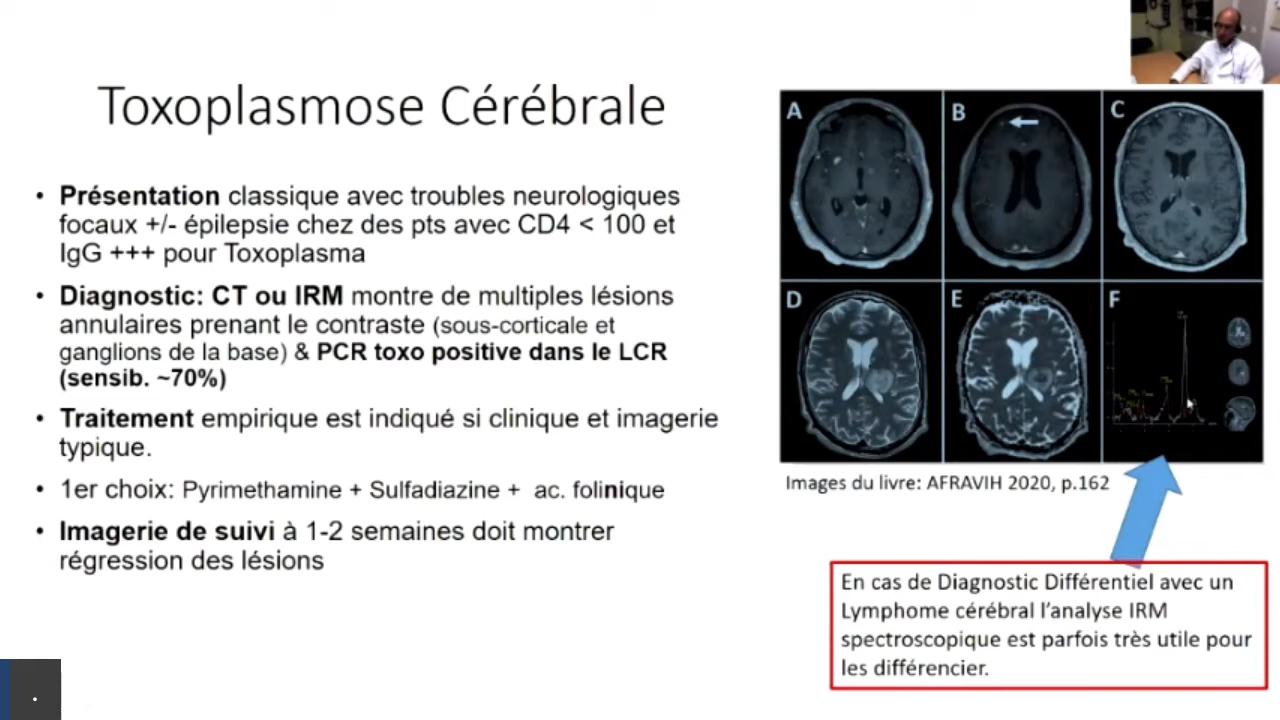 Toxoplasmose Cérébrale
• Présentation classique avec troubles neurologiques
focaux +/- épilepsie chez des pts avec CD4 < 100 et
IgG +++ pour Toxoplasma
• Diagnostic: CT ou IRM montre de multiples lésions
annulaires prenant le contraste (sous-corticale et
ganglions de la base) & PCR toxo positive dans le LCR
(sensib. ~70%)
• Traitement empirique est indiqué si clinique et imagerie
typique.
• 1er choix: Pyrimethamine + Sulfadiazine + ac. folinique
• Imagerie de suivi à 1-2 semaines doit montrer
régression des lésions
A
B
C
D
E
F
Images du livre: AFRAVIH 2020, p.162
En cas de Diagnostic Différentiel avec un
Lymphome cérébral l'analyse IRM
spectroscopique est parfois très utile pour
les différencier.